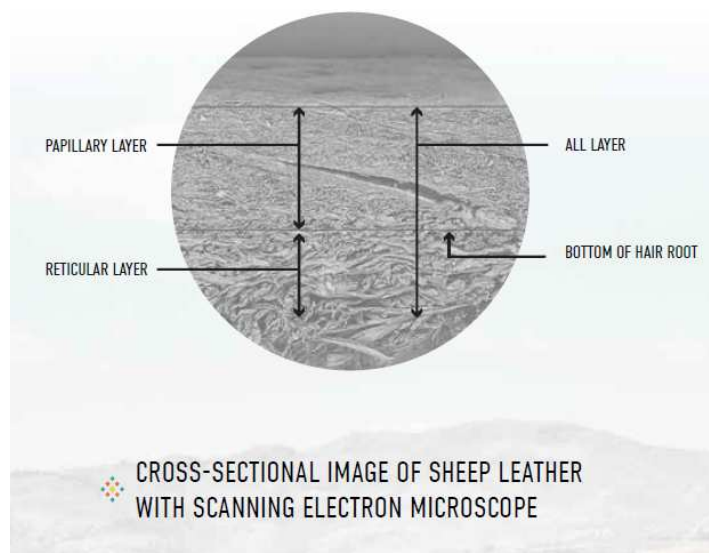 PAPILLARY LAYER
ALL LAYER
RETICULAR LAYER
BOTTOM OF HAIR ROOT
CROSS-SECTIONAL IMAGE OF SHEEP LEATHER
WITH SCANNING ELECTRON MICROSCOPE